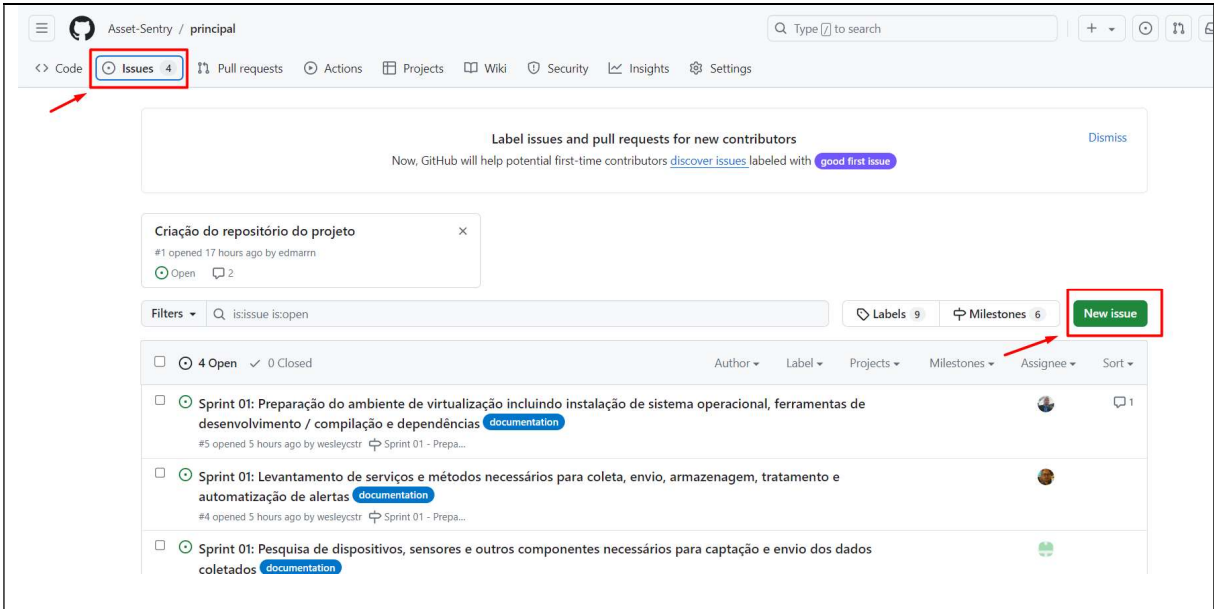 Asset-Sentry / principal
Type / to search
<> Code
Issues 4
Pull requests
Actions
Projects
Wiki
Security
Insights
Settings
Label issues and pull requests for new contributors
Dismiss
Now, GitHub will help potential first-time contributors discover issues labeled with good first issue
Criação do repositório do projeto
#1 opened 17 hours ago by edmarrn
Open 2
Filters
is:issue is:open
Labels 9
Milestones 6
New issue
4 Open
0 Closed
Author
Label
Projects
Milestones
Assignee
Sort
Sprint 01: Preparação do ambiente de virtualização incluindo instalação de sistema operacional, ferramentas de
desenvolvimento / compilação e dependências documentation
1
#5 opened 5 hours ago by wesleycstr Sprint 01 - Prepa...
Sprint 01: Levantamento de serviços e métodos necessários para coleta, envio, armazenagem, tratamento e
automatização de alertas documentation
#4 opened 5 hours ago by wesleycstr Sprint 01 - Prepa...
Sprint 01: Pesquisa de dispositivos, sensores e outros componentes necessários para captação e envio dos dados
coletados documentation